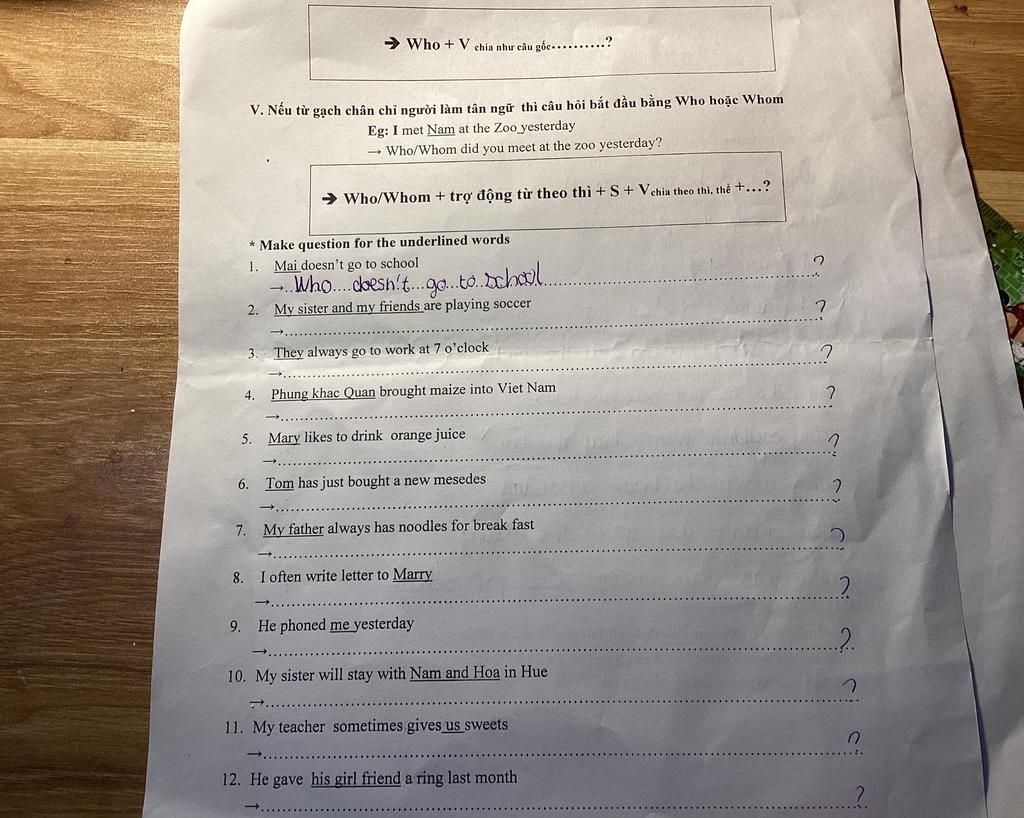 ➔ Who + V chia như câu gốc..........?
V. Nếu từ gạch chân chỉ người làm tân ngữ thì câu hỏi bắt đầu bằng Who hoặc Whom
Eg: I met Nam at the Zoo yesterday
→ Who/Whom did you meet at the zoo yesterday?
➔ Who/Whom + trợ động từ theo thì + S + Vchia theo thì, thể +…?
* Make question for the underlined words
1. Mai doesn't go to school
→ Who doesn't go to school ?
2. My sister and my friends are playing soccer
→ ?
3. They always go to work at 7 o'clock
→ ?
4. Phung khac Quan brought maize into Viet Nam
→ ?
5. Mary likes to drink orange juice
→ ?
6. Tom has just bought a new mesedes
→ ?
7. My father always has noodles for break fast
→ ?
8. I often write letter to Marry
→ ?
9. He phoned me yesterday
→ ?
10. My sister will stay with Nam and Hoa in Hue
→ ?
11. My teacher sometimes gives us sweets
→ ?
12. He gave his girl friend a ring last month
→ ?